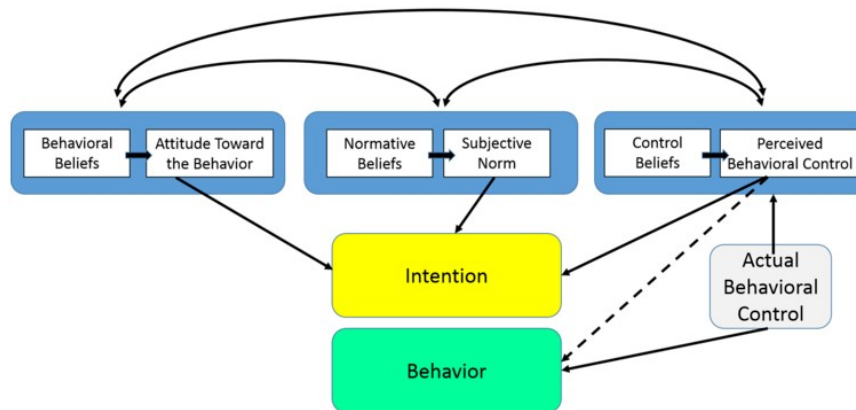 Behavioral
Beliefs
Attitude Toward
the Behavior
Normative
Beliefs
Subjective
Norm
Control
Beliefs
Perceived
Behavioral Control
Intention
Actual
Behavioral
Control
Behavior